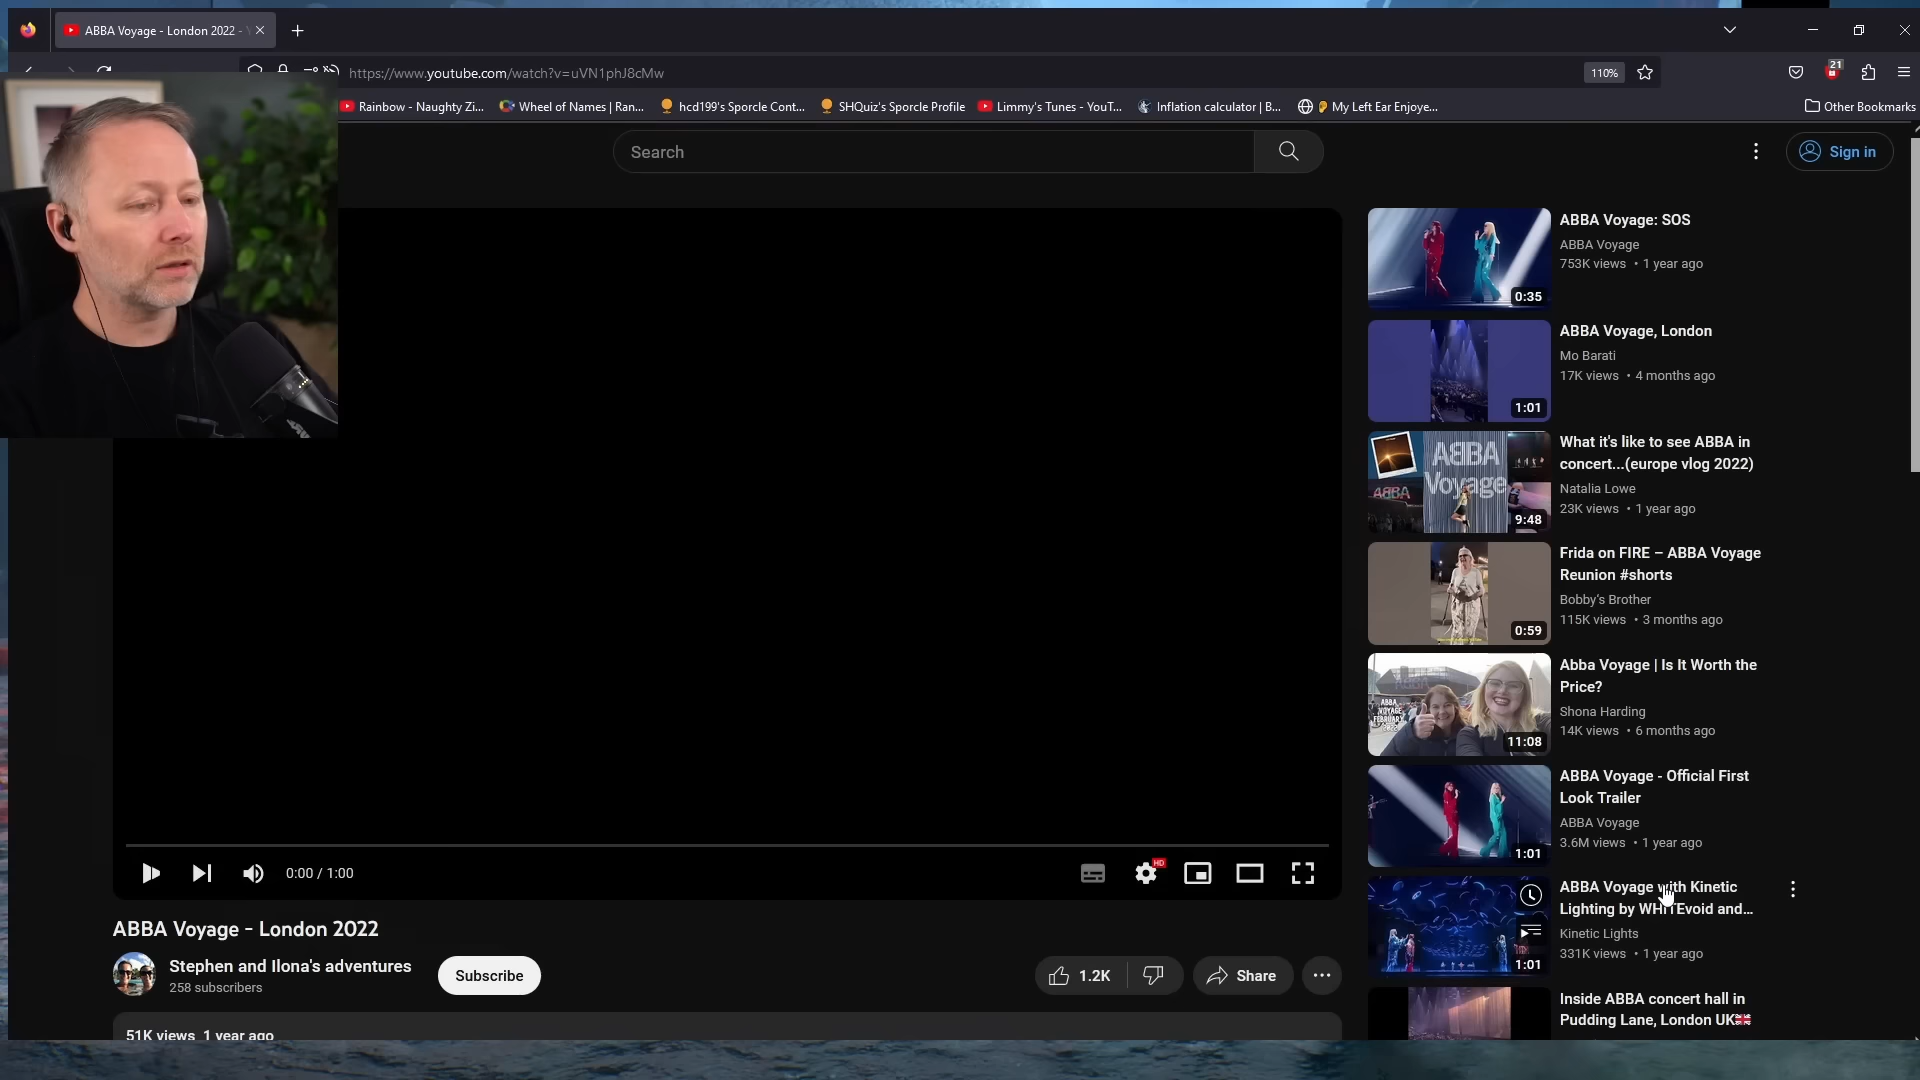 ABBA Voyage - London 2022 -
https://www.youtube.com/watch?v=uVN1phJ8cMw
110%
21
Rainbow - Naughty Zi...
Wheel of Names | Ran...
hcd199's Sporcle Cont...
SHQuiz's Sporcle Profile
Limmy's Tunes - YouT...
Inflation calculator | B...
My Left Ear Enjoye...
Other Bookmarks
Search
Sign in
ABBA Voyage: SOS
ABBA Voyage
753K views • 1 year ago
0:35
ABBA Voyage, London
Mo Barati
17K views • 4 months ago
1:01
ABBA
Voyage
ABBA
What it's like to see ABBA in
concert...(europe vlog 2022)
Natalia Lowe
23K views • 1 year ago
9:48
Frida on FIRE – ABBA Voyage
Reunion #shorts
Bobby's Brother
115K views • 3 months ago
0:59
Abba Voyage | Is It Worth the
Price?
Shona Harding
14K views • 6 months ago
ABBA
VOYAGE
FEBRUARY
11:08
ABBA Voyage - Official First
Look Trailer
ABBA Voyage
3.6M views • 1 year ago
1:01
ABBA Voyage with Kinetic
Lighting by WHITEvoid and...
Kinetic Lights
331K views • 1 year ago
1:01
Inside ABBA concert hall in
Pudding Lane, London UK🇬🇧
0:00 / 1:00
HD
ABBA Voyage - London 2022
Stephen and Ilona's adventures
258 subscribers
Subscribe
1.2K
Share
51K views 1 year ago